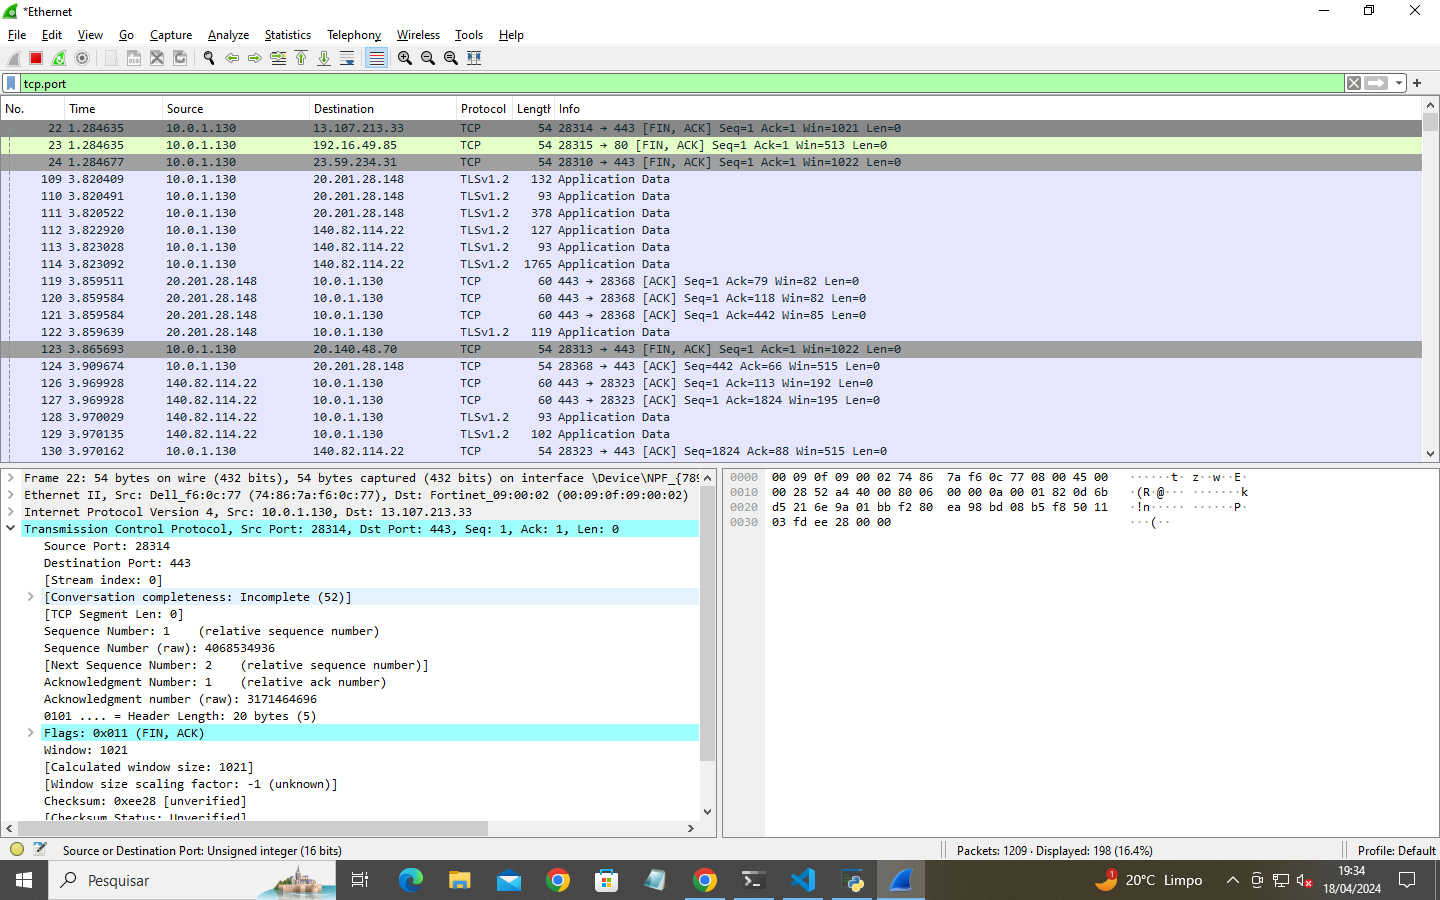 *Ethernet
File Edit View Go Capture Analyze Statistics Telephony Wireless Tools Help
tcp.port
No. Time Source Destination Protocol Length Info
22 1.284635 10.0.1.130 13.107.213.33 TCP 54 28314 → 443 [FIN, ACK] Seq=1 Ack=1 Win=1021 Len=0
23 1.284635 10.0.1.130 192.16.49.85 TCP 54 28315 → 80 [FIN, ACK] Seq=1 Ack=1 Win=513 Len=0
24 1.284677 10.0.1.130 23.59.234.31 TCP 54 28310 → 443 [FIN, ACK] Seq=1 Ack=1 Win=1022 Len=0
109 3.820409 10.0.1.130 20.201.28.148 TLSv1.2 132 Application Data
110 3.820491 10.0.1.130 20.201.28.148 TLSv1.2 93 Application Data
111 3.820522 10.0.1.130 20.201.28.148 TLSv1.2 378 Application Data
112 3.822920 10.0.1.130 140.82.114.22 TLSv1.2 127 Application Data
113 3.823028 10.0.1.130 140.82.114.22 TLSv1.2 93 Application Data
114 3.823092 10.0.1.130 140.82.114.22 TLSv1.2 1765 Application Data
119 3.859511 20.201.28.148 10.0.1.130 TCP 60 443 → 28368 [ACK] Seq=1 Ack=79 Win=82 Len=0
120 3.859584 20.201.28.148 10.0.1.130 TCP 60 443 → 28368 [ACK] Seq=1 Ack=118 Win=82 Len=0
121 3.859584 20.201.28.148 10.0.1.130 TCP 60 443 → 28368 [ACK] Seq=1 Ack=442 Win=85 Len=0
122 3.859639 20.201.28.148 10.0.1.130 TLSv1.2 119 Application Data
123 3.865693 10.0.1.130 20.140.48.70 TCP 54 28313 → 443 [FIN, ACK] Seq=1 Ack=1 Win=1022 Len=0
124 3.909674 10.0.1.130 20.201.28.148 TCP 54 28368 → 443 [ACK] Seq=442 Ack=66 Win=515 Len=0
126 3.969928 140.82.114.22 10.0.1.130 TCP 60 443 → 28323 [ACK] Seq=1 Ack=113 Win=192 Len=0
127 3.969928 140.82.114.22 10.0.1.130 TCP 60 443 → 28323 [ACK] Seq=1 Ack=1824 Win=195 Len=0
128 3.970029 140.82.114.22 10.0.1.130 TLSv1.2 93 Application Data
129 3.970135 140.82.114.22 10.0.1.130 TLSv1.2 102 Application Data
130 3.970162 10.0.1.130 140.82.114.22 TCP 54 28323 → 443 [ACK] Seq=1824 Ack=88 Win=515 Len=0
Frame 22: 54 bytes on wire (432 bits), 54 bytes captured (432 bits) on interface \Device\NPF_{789
Ethernet II, Src: Dell_f6:0c:77 (74:86:7a:f6:0c:77), Dst: Fortinet_09:00:02 (00:09:0f:09:00:02)
Internet Protocol Version 4, Src: 10.0.1.130, Dst: 13.107.213.33
Transmission Control Protocol, Src Port: 28314, Dst Port: 443, Seq: 1, Ack: 1, Len: 0
Source Port: 28314
Destination Port: 443
[Stream index: 0]
[Conversation completeness: Incomplete (52)]
[TCP Segment Len: 0]
Sequence Number: 1 (relative sequence number)
Sequence Number (raw): 4068534936
[Next Sequence Number: 2 (relative sequence number)]
Acknowledgment Number: 1 (relative ack number)
Acknowledgment number (raw): 3171464696
0101 .... = Header Length: 20 bytes (5)
Flags: 0x011 (FIN, ACK)
Window: 1021
[Calculated window size: 1021]
[Window size scaling factor: -1 (unknown)]
Checksum: 0xee28 [unverified]
[Checksum Status: Unverified]
0000 00 09 0f 09 00 02 74 86 7a f6 0c 77 08 00 45 00 ······t· z··w··E·
0010 00 28 52 a4 40 00 80 06 00 00 0a 00 01 82 0d 6b ·(R·@··· ·······k
0020 d5 21 6e 9a 01 bb f2 80 ea 98 bd 08 b5 f8 50 11 ·!n····· ······P·
0030 03 fd ee 28 00 00 ···(··
Source or Destination Port: Unsigned integer (16 bits)
Packets: 1209 · Displayed: 198 (16.4%)
Profile: Default
Pesquisar
1
20°C Limpo
19:34
18/04/2024